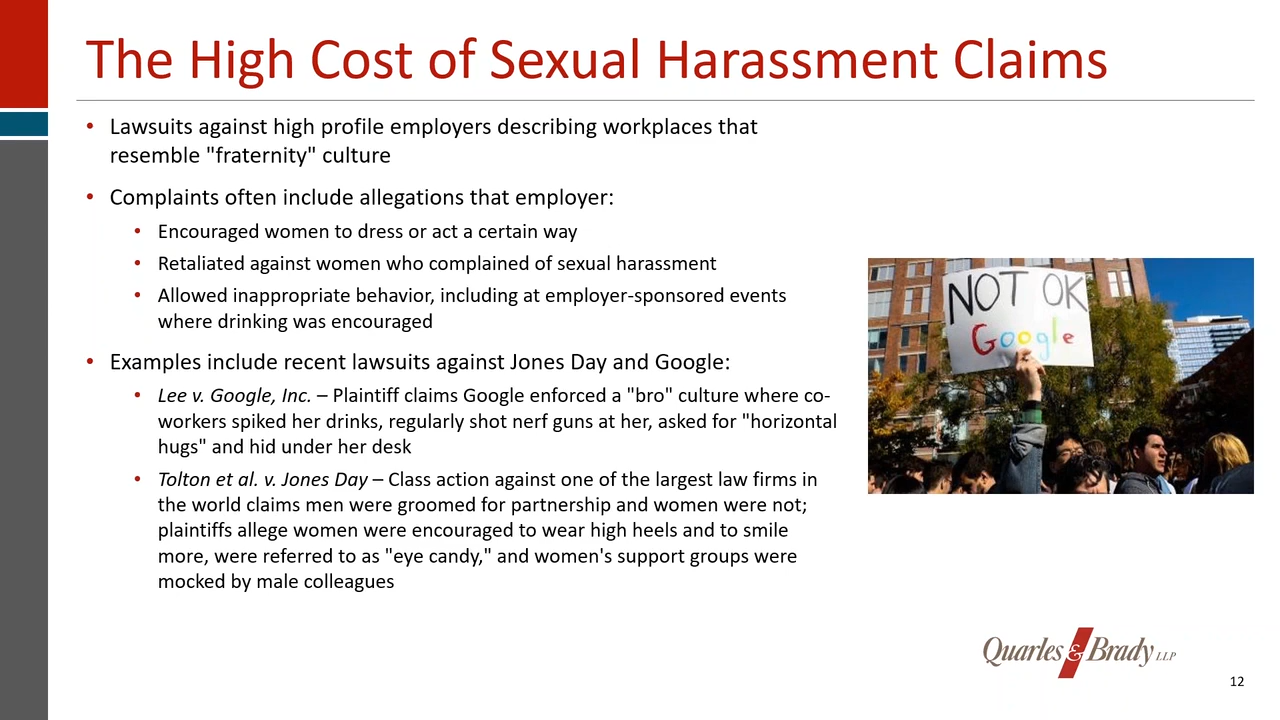 The High Cost of Sexual Harassment Claims
• Lawsuits against high profile employers describing workplaces that
resemble "fraternity" culture
• Complaints often include allegations that employer:
• Encouraged women to dress or act a certain way
• Retaliated against women who complained of sexual harassment
• Allowed inappropriate behavior, including at employer-sponsored events
where drinking was encouraged
• Examples include recent lawsuits against Jones Day and Google:
• Lee v. Google, Inc. – Plaintiff claims Google enforced a "bro" culture where co-
workers spiked her drinks, regularly shot nerf guns at her, asked for "horizontal
hugs" and hid under her desk
• Tolton et al. v. Jones Day – Class action against one of the largest law firms in
the world claims men were groomed for partnership and women were not;
plaintiffs allege women were encouraged to wear high heels and to smile
more, were referred to as "eye candy," and women's support groups were
mocked by male colleagues
NOT OK
Google
Quarles & Brady LLP
12